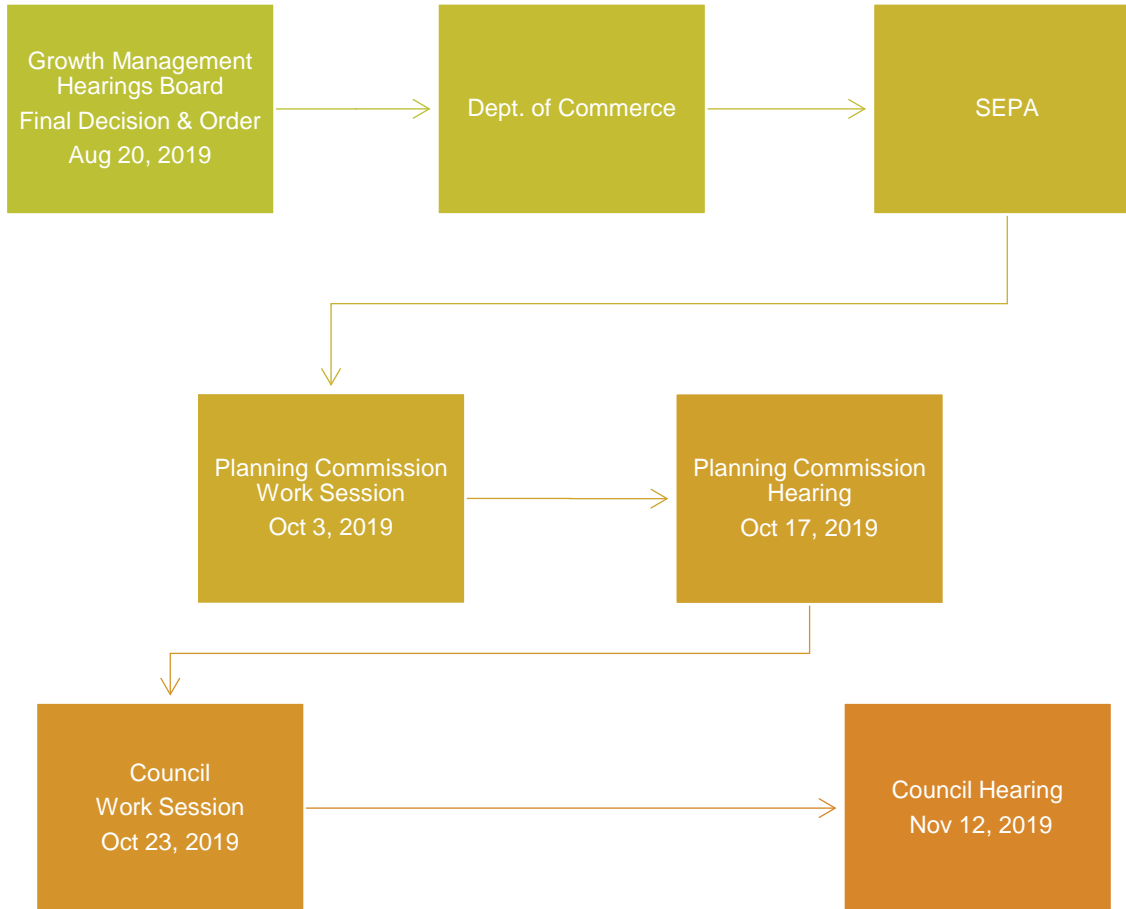 Growth Management
Hearings Board
Final Decision & Order
Aug 20, 2019
Dept. of Commerce
SEPA
Planning Commission
Work Session
Oct 3, 2019
Planning Commission
Hearing
Oct 17, 2019
Council
Work Session
Oct 23, 2019
Council Hearing
Nov 12, 2019